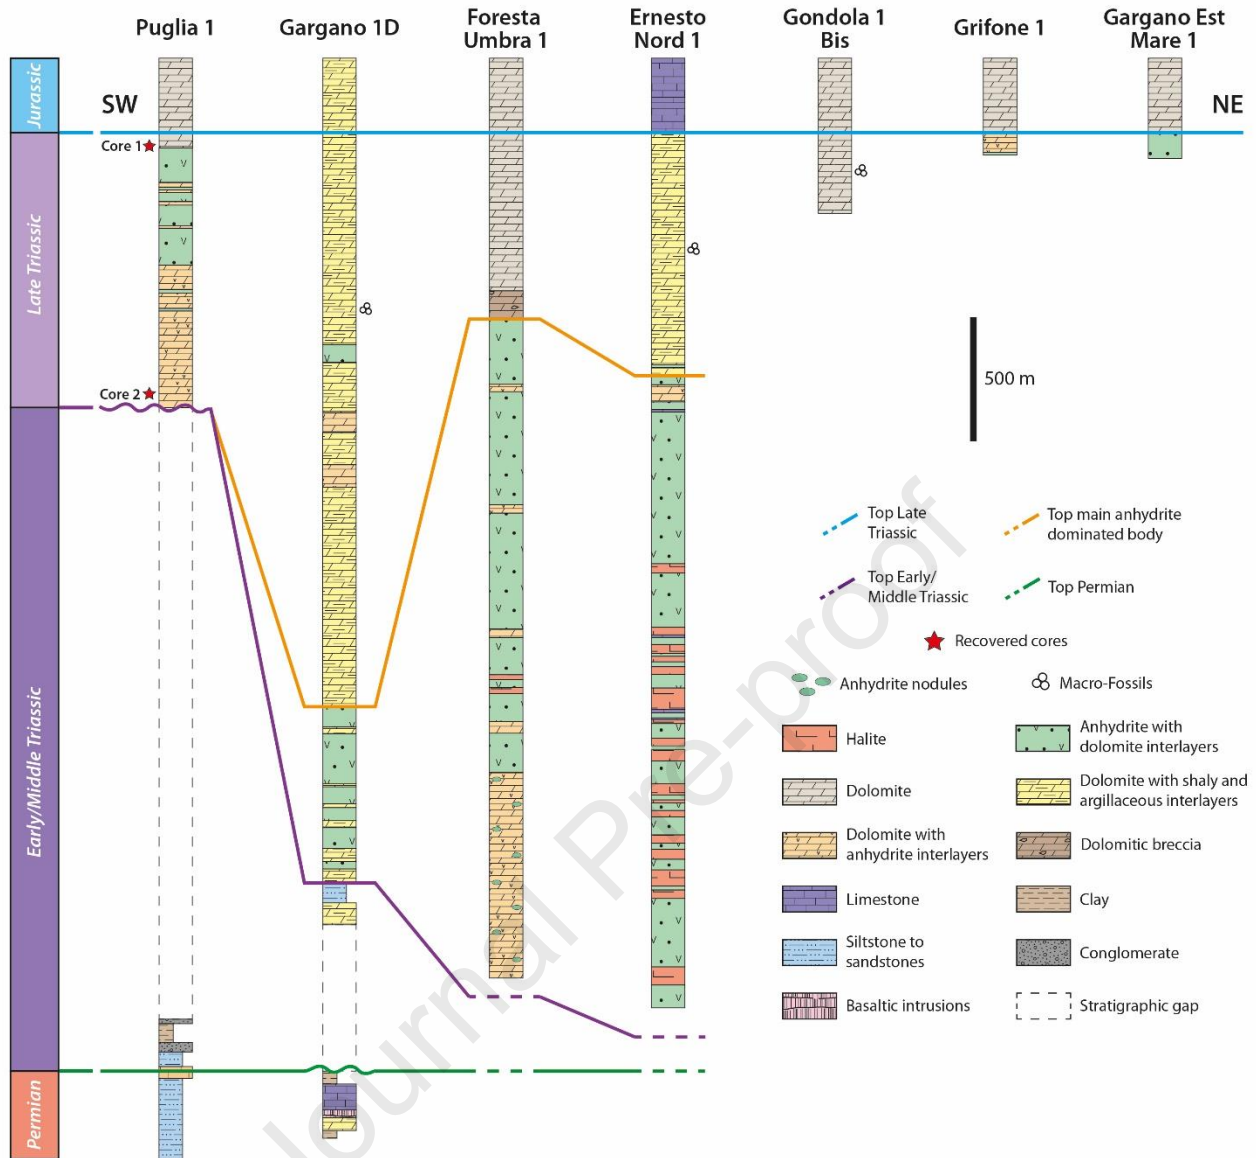 Puglia 1
Gargano 1D
Foresta
Umbra 1
Ernesto
Nord 1
Gondola 1
Bis
Grifone 1
Gargano Est
Mare 1
Jurassic
SW
NE
Core 1
Late Triassic
Core 2
500 m
Top Late
Triassic
Top main anhydrite
dominated body
Top Early/
Middle Triassic
Top Permian
Recovered cores
Anhydrite nodules
Macro-Fossils
Halite
Anhydrite with
dolomite interlayers
Dolomite
Dolomite with shaly and
argillaceous interlayers
Dolomite with
anhydrite interlayers
Dolomitic breccia
Limestone
Clay
Siltstone to
sandstones
Conglomerate
Basaltic intrusions
Stratigraphic gap
Early/Middle Triassic
Permian
Journal Pre-proof